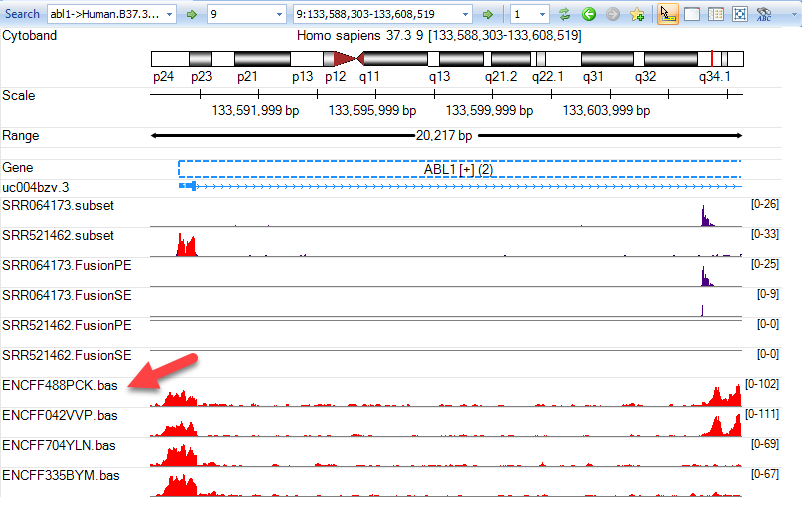 Search abl1->Human.B37.3... 9 9:133,588,303-133,608,519 1 ABC
Cytoband Homo sapiens 37.3 9 [133,588,303-133,608,519]
p24 p23 p21 p13 p12 q11 q13 q21.2 q22.1 q31 q32 q34.1
Scale
133,591,999 bp 133,595,999 bp 133,599,999 bp 133,603,999 bp
Range 20,217 bp
Gene ABL1 [+] (2)
uc004bzv.3
SRR064173.subset [0-26]
SRR521462.subset [0-33]
SRR064173.FusionPE [0-25]
SRR064173.FusionSE [0-9]
SRR521462.FusionPE [0-0]
SRR521462.FusionSE [0-0]
ENCFF488PCK.bas [0-102]
ENCFF042VVP.bas [0-111]
ENCFF704YLN.bas [0-69]
ENCFF335BYM.bas [0-67]